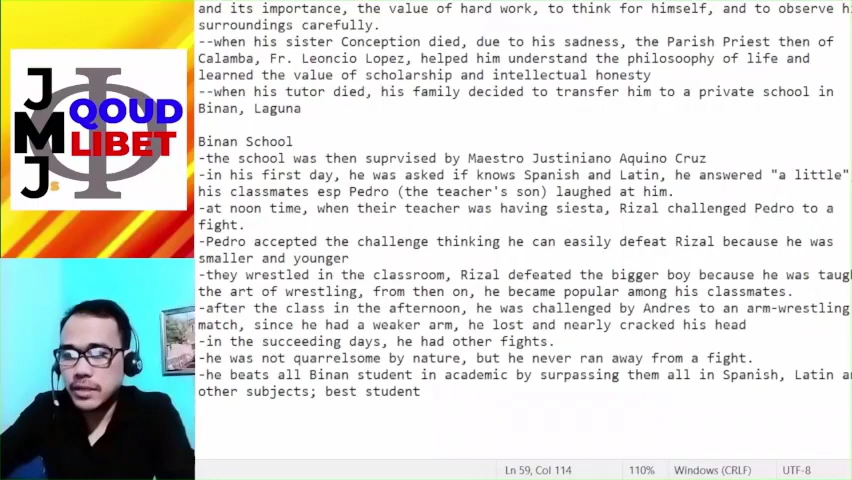 and its importance, the value of hard work, to think for himself, and to observe hi
surroundings carefully.
--when his sister Conception died, due to his sadness, the Parish Priest then of
Calamba, Fr. Leoncio Lopez, helped him understand the philosoophy of life and
learned the value of scholarship and intellectual honesty
--when his tutor died, his family decided to transfer him to a private school in
Binan, Laguna
Binan School
-the school was then suprvised by Maestro Justiniano Aquino Cruz
-in his first day, he was asked if knows Spanish and Latin, he answered "a little"
his classmates esp Pedro (the teacher's son) laughed at him.
-at noon time, when their teacher was having siesta, Rizal challenged Pedro to a
fight.
-Pedro accepted the challenge thinking he can easily defeat Rizal because he was
smaller and younger
-they wrestled in the classroom, Rizal defeated the bigger boy because he was taugh
the art of wrestling, from then on, he became popular among his classmates.
-after the class in the afternoon, he was challenged by Andres to an arm-wrestling
match, since he had a weaker arm, he lost and nearly cracked his head
-in the succeeding days, he had other fights.
-he was not quarrelsome by nature, but he never ran away from a fight.
-he beats all Binan student in academic by surpassing them all in Spanish, Latin an
other subjects; best student
JMJs
QOUD
LIBET
Ln 59, Col 114 110% Windows (CRLF) UTF-8